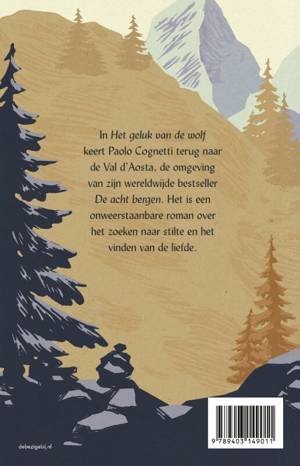 In Het geluk van de wolf
keert Paolo Cognetti terug naar
de Val d'Aosta, de omgeving
van zijn wereldwijde bestseller
De acht bergen. Het is een
onweerstaanbare roman over
het zoeken naar stilte en het
vinden van de liefde.
debezigebij.nl
9 789403 149011